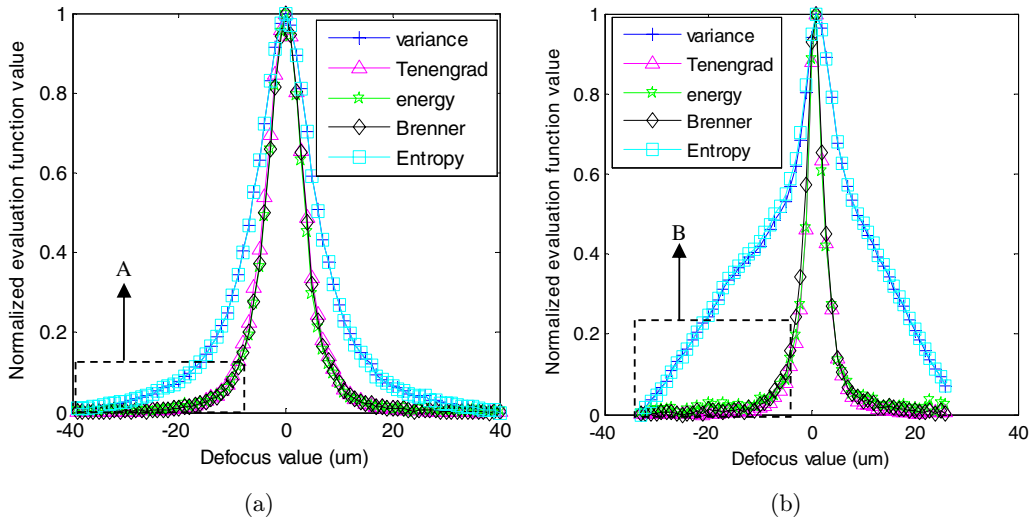 1
0.8
0.6
0.4
0.2
0
Normalized evaluation function value
-40
-20
0
20
40
Defocus value (um)
variance
Tenengrad
energy
Brenner
Entropy
A
(a)
1
0.8
0.6
0.4
0.2
0
Normalized evaluation function value
-40
-20
0
20
40
Defocus value (um)
variance
Tenengrad
energy
Brenner
Entropy
B
(b)